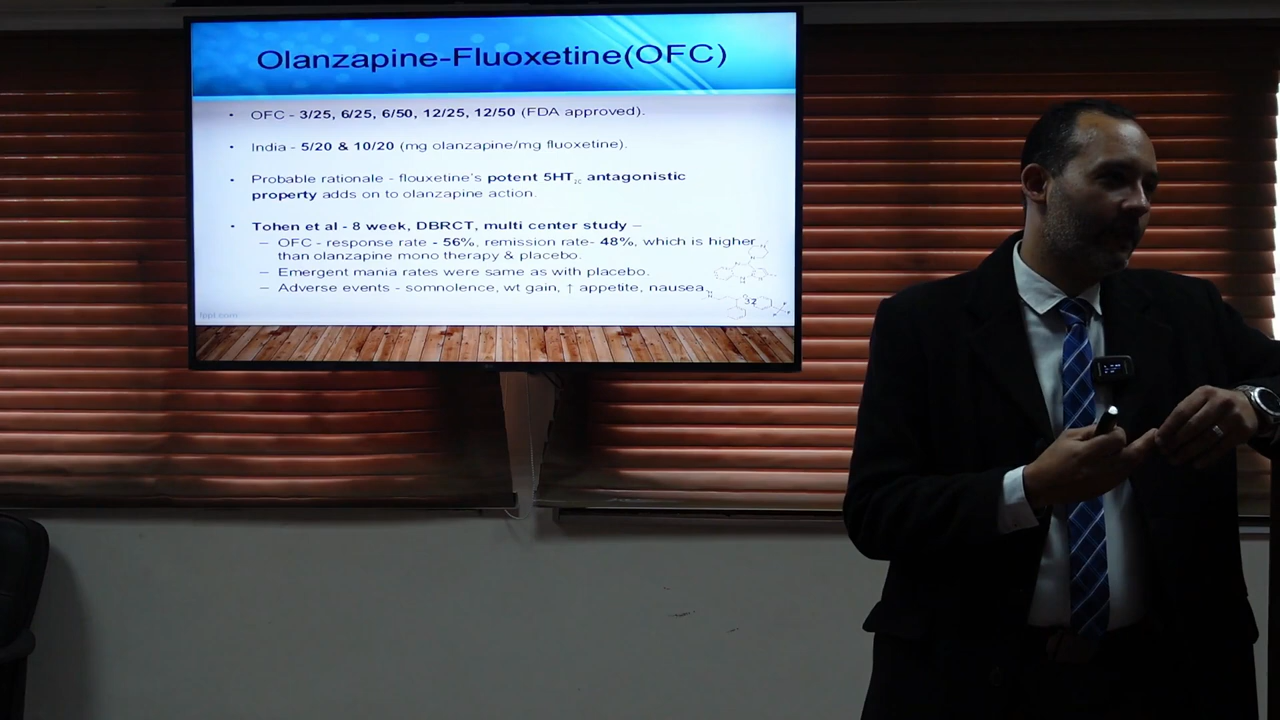 Olanzapine-Fluoxetine(OFC)
• OFC - 3/25, 6/25, 6/50, 12/25, 12/50 (FDA approved).
• India - 5/20 & 10/20 (mg olanzapine/mg fluoxetine).
• Probable rationale - flouxetine's potent 5HT2C antagonistic
property adds on to olanzapine action.
• Tohen et al - 8 week, DBRCT, multi center study –
– OFC - response rate - 56%, remission rate- 48%, which is higher
than olanzapine mono therapy & placebo.
– Emergent mania rates were same as with placebo.
– Adverse events - somnolence, wt gain, ↑ appetite, nausea
32
fppt.com